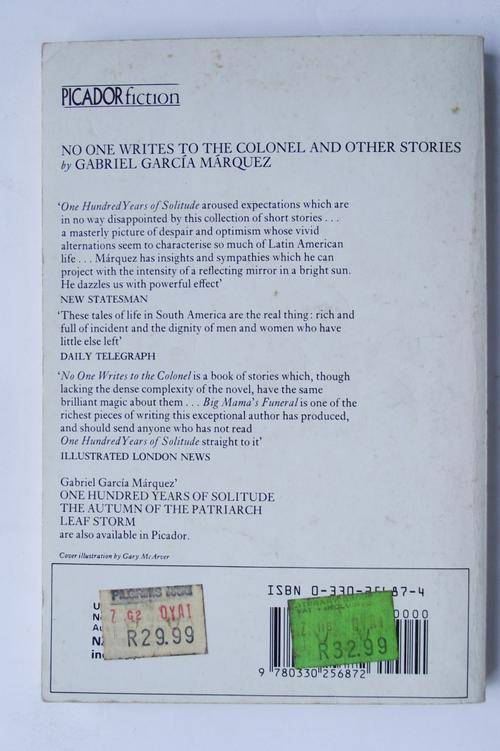 PICADOR fiction
NO ONE WRITES TO THE COLONEL AND OTHER STORIES
by GABRIEL GARCÍA MÁRQUEZ
‘One Hundred Years of Solitude aroused expectations which are
in no way disappointed by this collection of short stories . . .
a masterly picture of despair and optimism whose vivid
alternations seem to characterise so much of Latin American
life . . . Márquez has insights and sympathies which he can
project with the intensity of a reflecting mirror in a bright sun.
He dazzles us with powerful effect’
NEW STATESMAN
‘These tales of life in South America are the real thing: rich and
full of incident and the dignity of men and women who have
little else left’
DAILY TELEGRAPH
‘No One Writes to the Colonel is a book of stories which, though
lacking the dense complexity of the novel, have the same
brilliant magic about them . . . Big Mama's Funeral is one of the
richest pieces of writing this exceptional author has produced,
and should send anyone who has not read
One Hundred Years of Solitude straight to it’
ILLUSTRATED LONDON NEWS
Gabriel García Márquez’
ONE HUNDRED YEARS OF SOLITUDE
THE AUTUMN OF THE PATRIARCH
LEAF STORM
are also available in Picador.
Cover illustration by Gary McArver
ISBN 0-330-25687-4
R29.99
R32.99
9 780330 256872